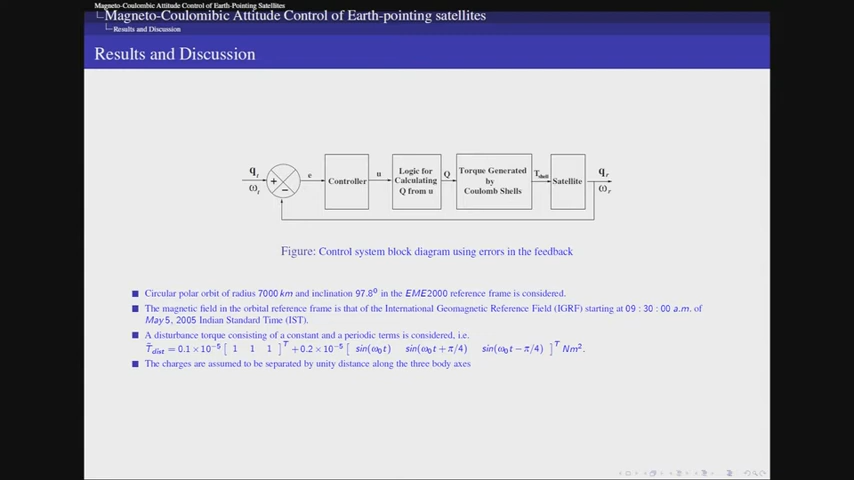 Magneto-Coulombic Attitude Control of Earth-Pointing Satellites
Magneto-Coulombic Attitude Control of Earth-pointing satellites
Results and Discussion
Results and Discussion
q_t
ω_t
+
−
e
Controller
u
Logic for
Calculating
Q from u
Q
Torque Generated
by
Coulomb Shells
T_shell
Satellite
q_r
ω_r
Figure: Control system block diagram using errors in the feedback
Circular polar orbit of radius 7000 km and inclination 97.8⁰ in the EME2000 reference frame is considered.
The magnetic field in the orbital reference frame is that of the International Geomagnetic Reference Field (IGRF) starting at 09 : 30 : 00 a.m. of
May 5, 2005 Indian Standard Time (IST).
A disturbance torque consisting of a constant and a periodic terms is considered, i.e.
T̄_dist = 0.1 × 10⁻⁵ [ 1 1 1 ]^T + 0.2 × 10⁻⁵ [ sin(ω₀t) sin(ω₀t + π/4) sin(ω₀t − π/4) ]^T Nm².
The charges are assumed to be separated by unity distance along the three body axes